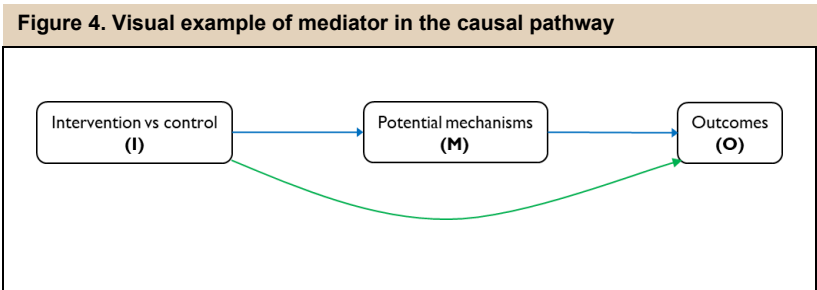 Figure 4. Visual example of mediator in the causal pathway
Intervention vs control
(I)
Potential mechanisms
(M)
Outcomes
(O)